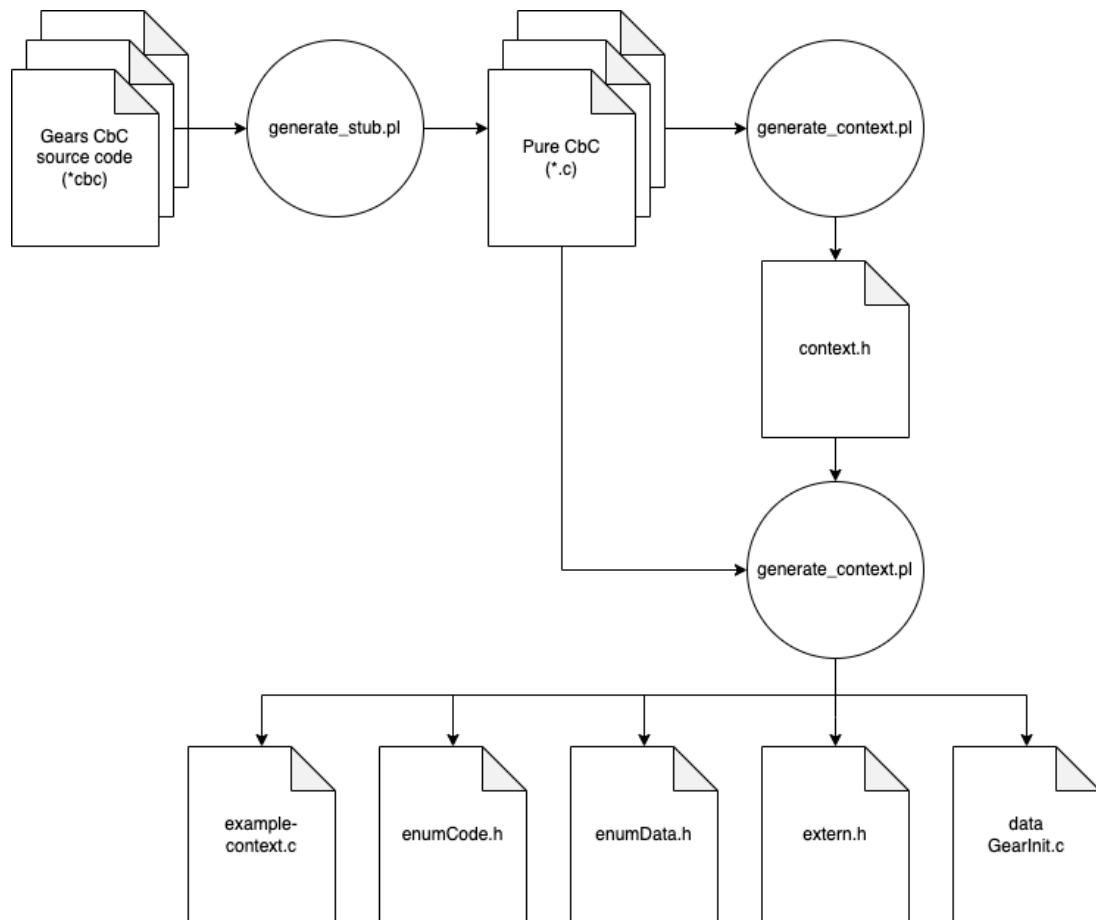 Gears CbC
source code
(*cbc)
generate_stub.pl
Pure CbC
(*.c)
generate_context.pl
context.h
generate_context.pl
example-
context.c
enumCode.h
enumData.h
extern.h
data
GearInit.c